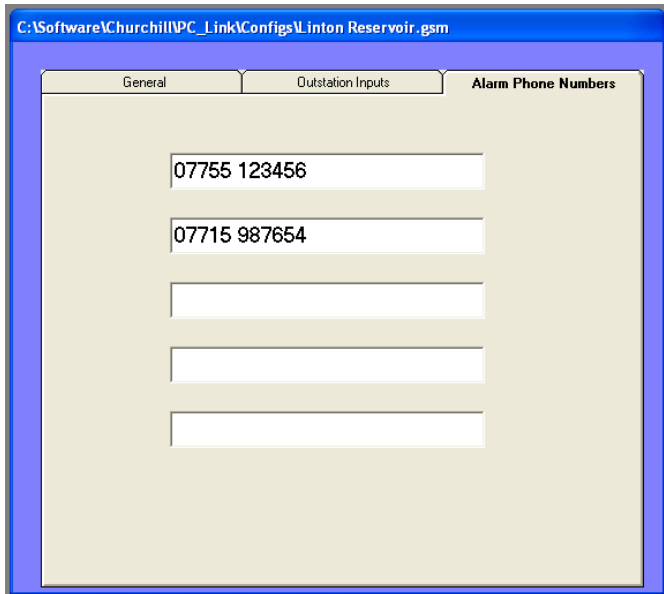 C:\Software\Churchill\PC_Link\Configs\Linton Reservoir.gsm
General Outstation Inputs Alarm Phone Numbers
07755 123456
07715 987654